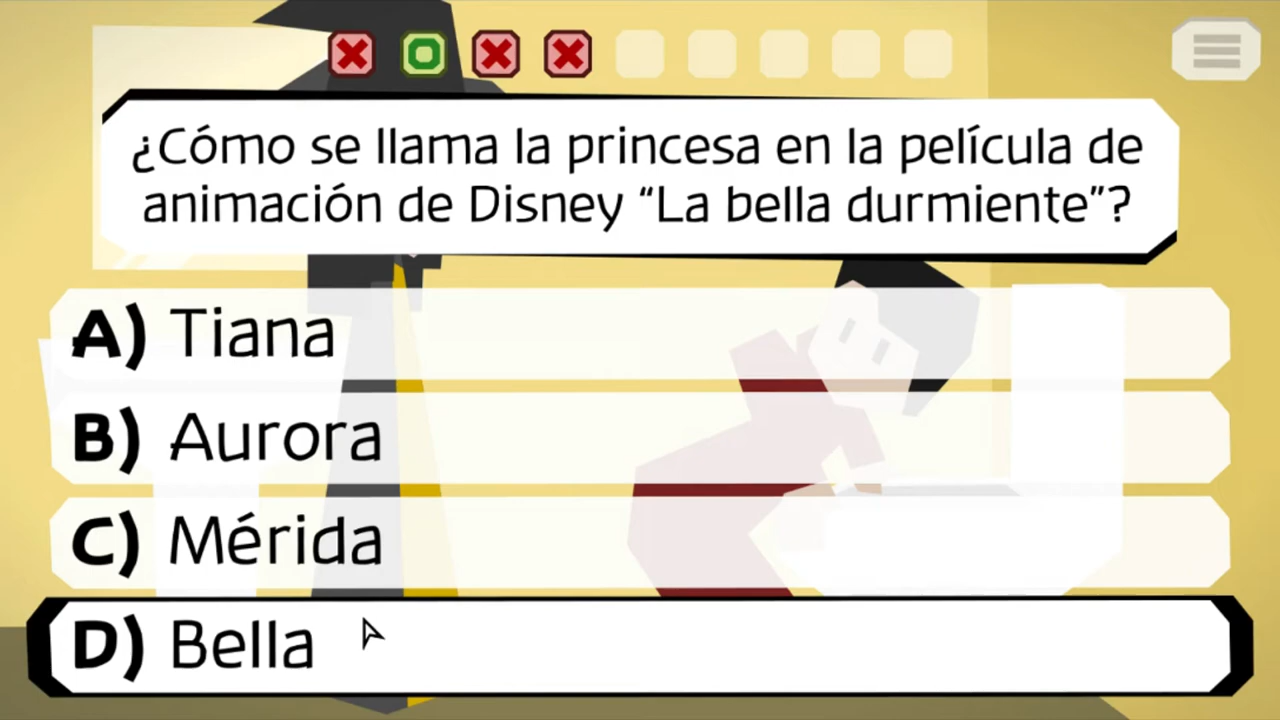 ¿Cómo se llama la princesa en la película de
animación de Disney “La bella durmiente”?
A) Tiana
B) Aurora
C) Mérida
D) Bella